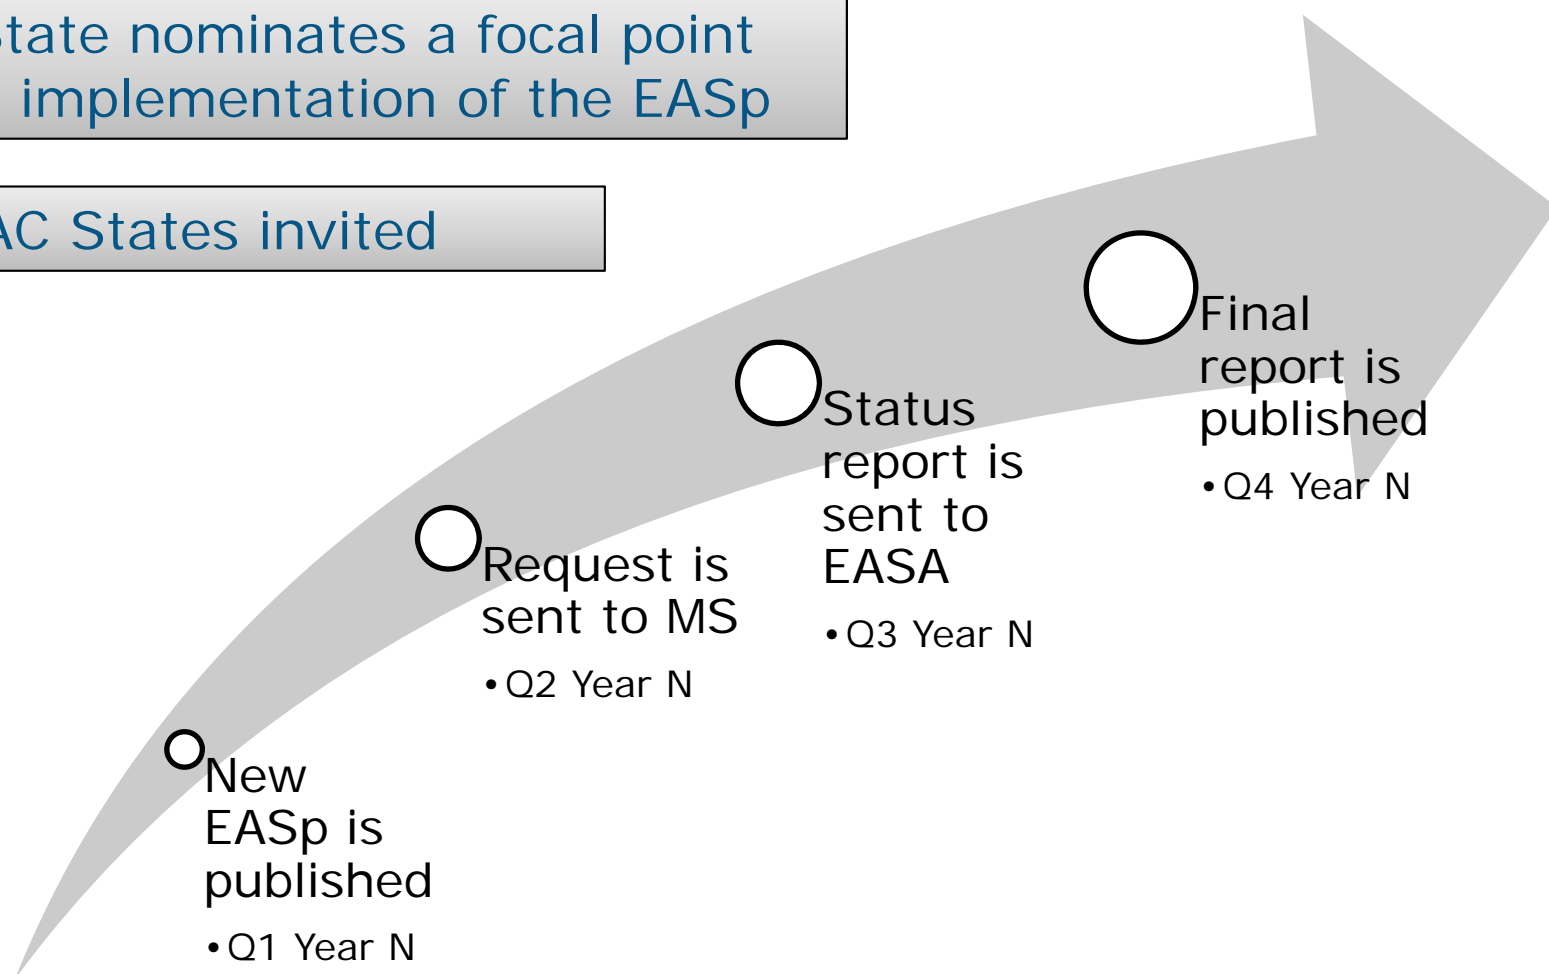 State nominates a focal point
implementation of the EASp
AC States invited
Final
report is
published
• Q4 Year N
Status
report is
sent to
EASA
• Q3 Year N
Request is
sent to MS
• Q2 Year N
New
EASp is
published
• Q1 Year N